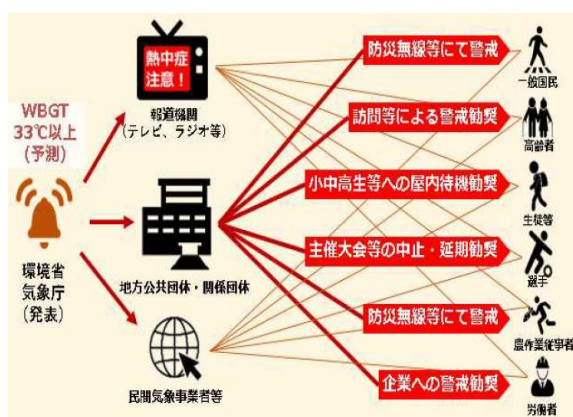 WBGT
33℃以上
(予測)
環境省
気象庁
(発表)
熱中症
注意！
報道機関
(テレビ、ラジオ等)
地方公共団体・関係団体
民間気象事業者等
防災無線等にて警戒
訪問等による警戒勧奨
小中高生等への屋内待機勧奨
主催大会等の中止・延期勧奨
防災無線等にて警戒
企業への警戒勧奨
一般国民
高齢者
生徒等
選手
農作業従事者
労働者